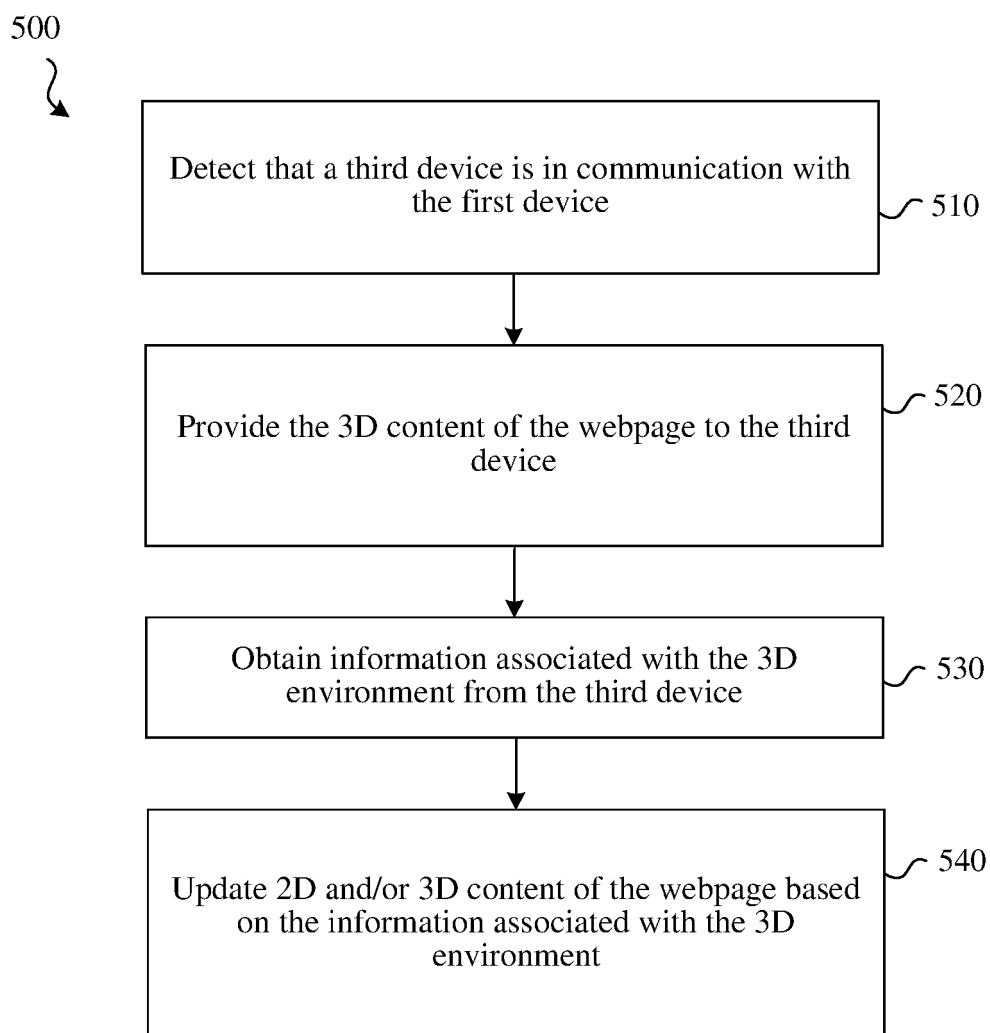 500
Detect that a third device is in communication with
the first device
510
Provide the 3D content of the webpage to the third
device
520
Obtain information associated with the 3D
environment from the third device
530
Update 2D and/or 3D content of the webpage based
on the information associated with the 3D
environment
540